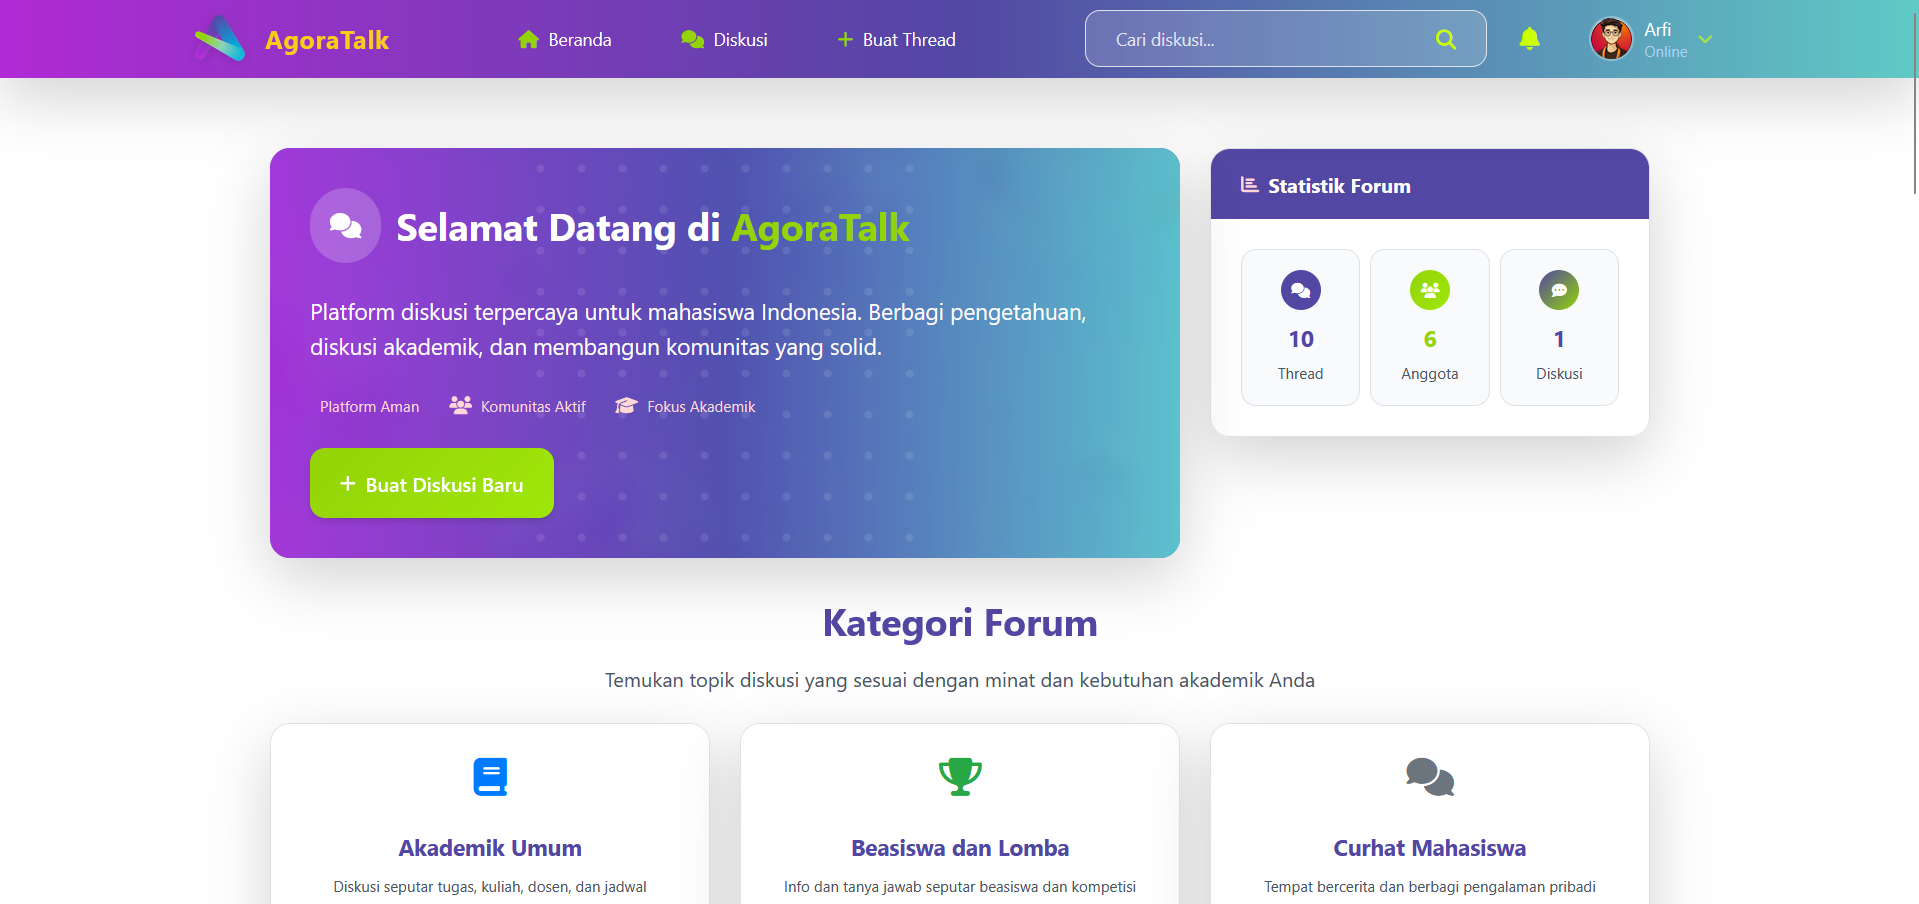 AgoraTalk
Beranda
Diskusi
Buat Thread
Cari diskusi...
Arfi
Online
Selamat Datang di AgoraTalk
Platform diskusi terpercaya untuk mahasiswa Indonesia. Berbagi pengetahuan,
diskusi akademik, dan membangun komunitas yang solid.
Platform Aman
Komunitas Aktif
Fokus Akademik
Buat Diskusi Baru
Statistik Forum
10
Thread
6
Anggota
1
Diskusi
Kategori Forum
Temukan topik diskusi yang sesuai dengan minat dan kebutuhan akademik Anda
Akademik Umum
Diskusi seputar tugas, kuliah, dosen, dan jadwal
Beasiswa dan Lomba
Info dan tanya jawab seputar beasiswa dan kompetisi
Curhat Mahasiswa
Tempat bercerita dan berbagi pengalaman pribadi